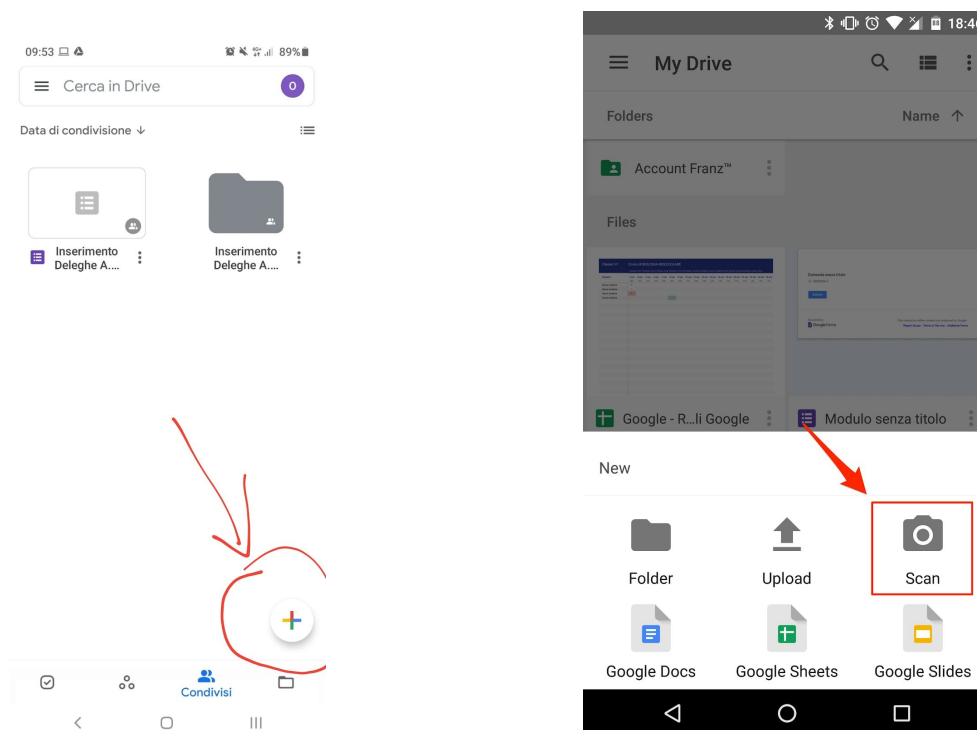 09:53 89%
Cerca in Drive
O
Data di condivisione ↓
Inserimento
Deleghe A....
Inserimento
Deleghe A....
Condivisi
18:46
My Drive
Folders Name ↑
Account Franz™
Files
Google - R...li Google
Modulo senza titolo
New
Folder Upload Scan
Google Docs Google Sheets Google Slides